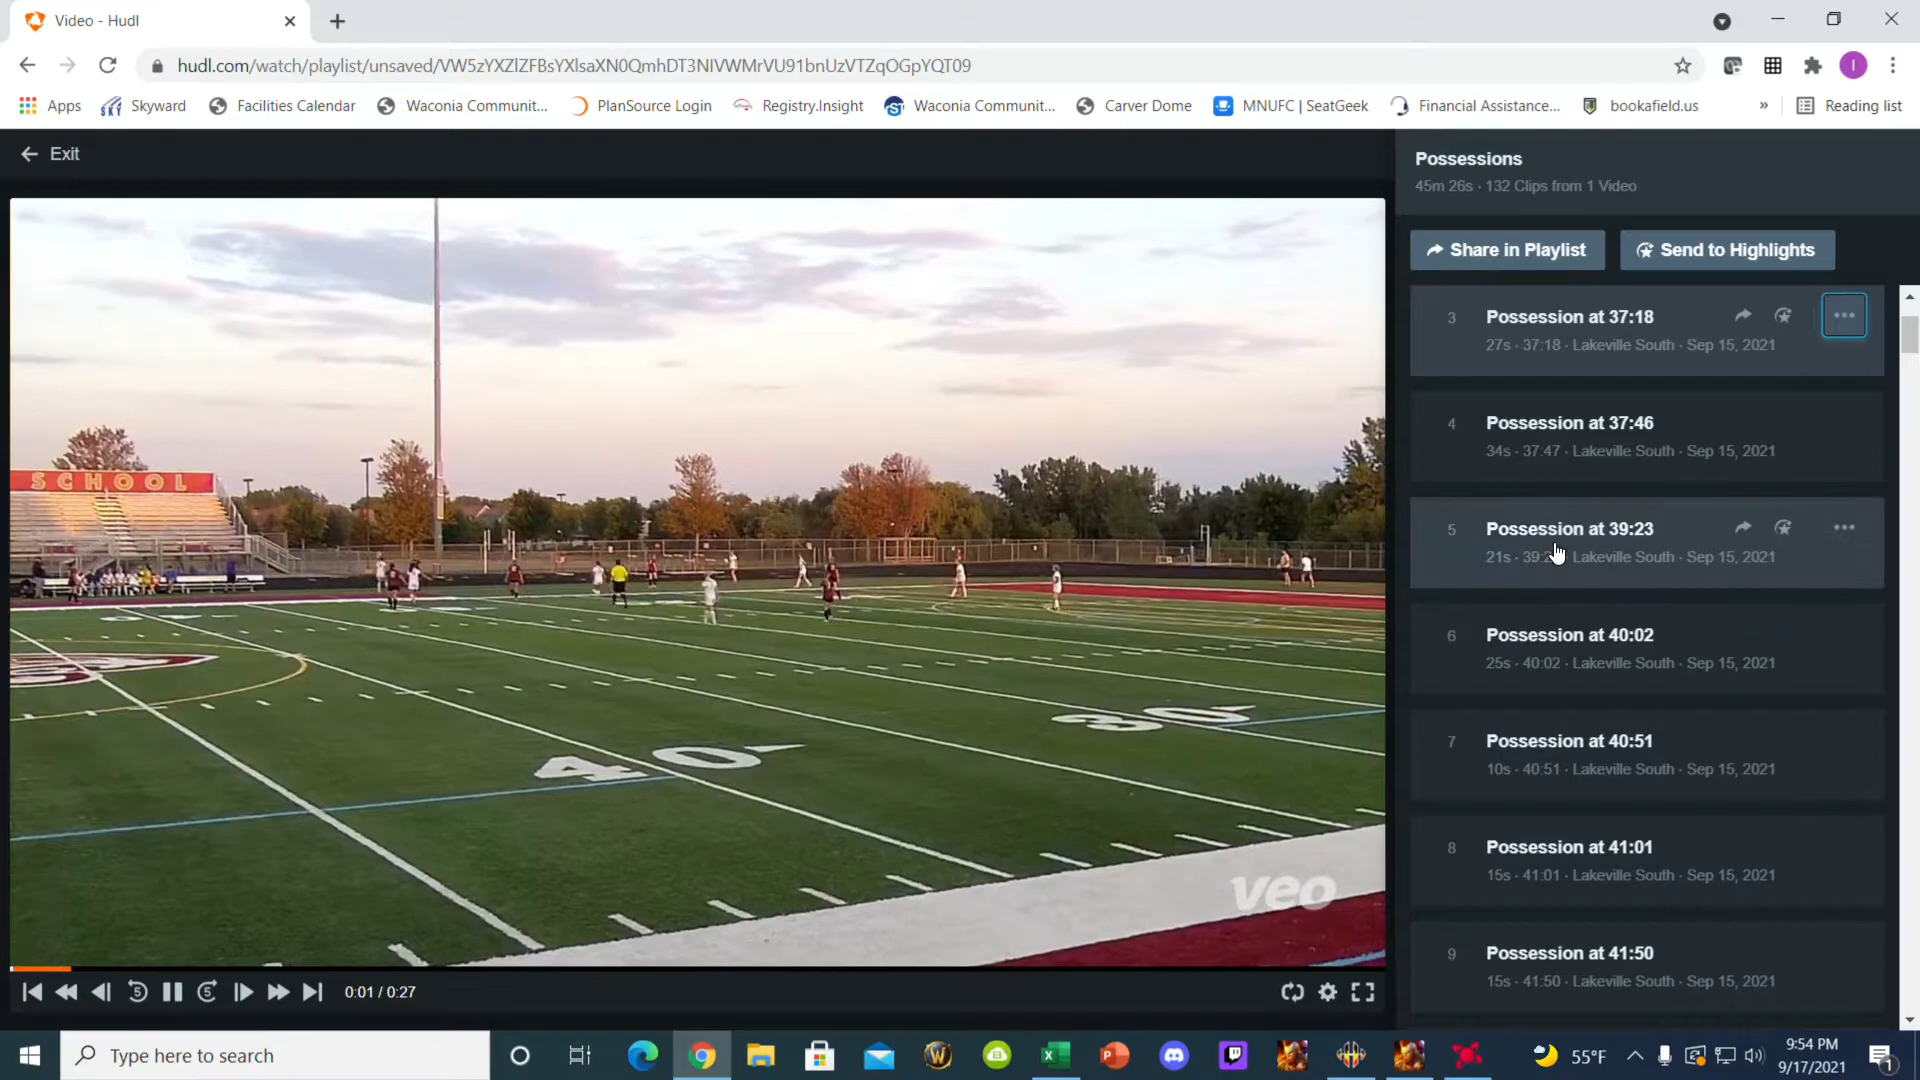 Video - Hudl
hudl.com/watch/playlist/unsaved/VW5zYXZlZFBsYXlsaXN0QmhDT3NIVWMrVU91bnUzVTZqOGpYQT09
Apps Skyward Facilities Calendar Waconia Communit... PlanSource Login Registry.Insight Waconia Communit... Carver Dome MNUFC | SeatGeek Financial Assistance... bookafield.us » Reading list
Exit
Possessions
45m 26s · 132 Clips from 1 Video
Share in Playlist Send to Highlights
3 Possession at 37:18
27s · 37:18 · Lakeville South · Sep 15, 2021
4 Possession at 37:46
34s · 37:47 · Lakeville South · Sep 15, 2021
5 Possession at 39:23
21s · Lakeville South · Sep 15, 2021
6 Possession at 40:02
25s · 40:02 · Lakeville South · Sep 15, 2021
7 Possession at 40:51
10s · 40:51 · Lakeville South · Sep 15, 2021
8 Possession at 41:01
15s · 41:01 · Lakeville South · Sep 15, 2021
9 Possession at 41:50
15s · 41:50 · Lakeville South · Sep 15, 2021
SCHOOL
30
40
veo
5 5 0:01 / 0:27
Type here to search
55°F
9:54 PM
9/17/2021
1